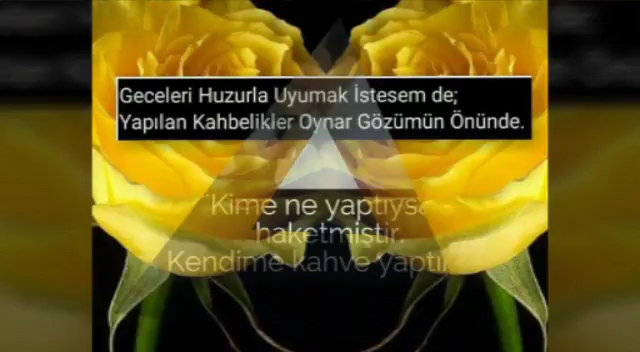 Geceleri Huzurla Uyumak İstesem de;
Yapılan Kahbelikler Oynar Gözümün Önünde.
"Kime ne yaptıysa
haketmiştir.
Kendime kahve yaptım